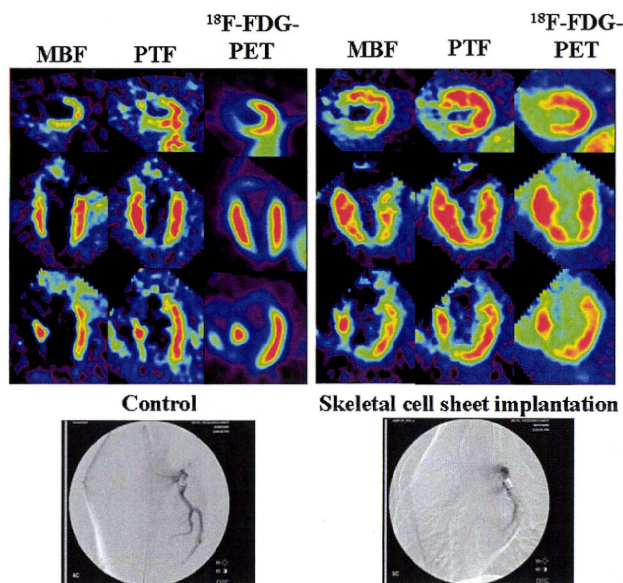 ¹⁸F-FDG-
MBF PTF PET
¹⁸F-FDG-
MBF PTF PET
Control
Skeletal cell sheet implantation